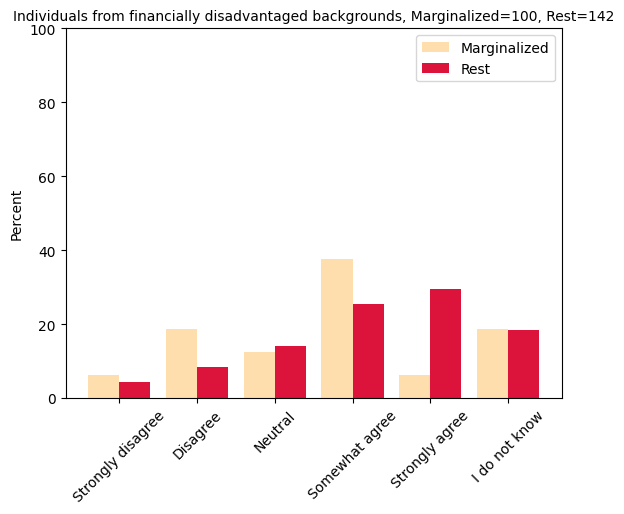 Individuals from financially disadvantaged backgrounds, Marginalized=100, Rest=142
100
80
60
40
20
0
Percent
Marginalized
Rest
Strongly disagree
Disagree
Neutral
Somewhat agree
Strongly agree
I do not know